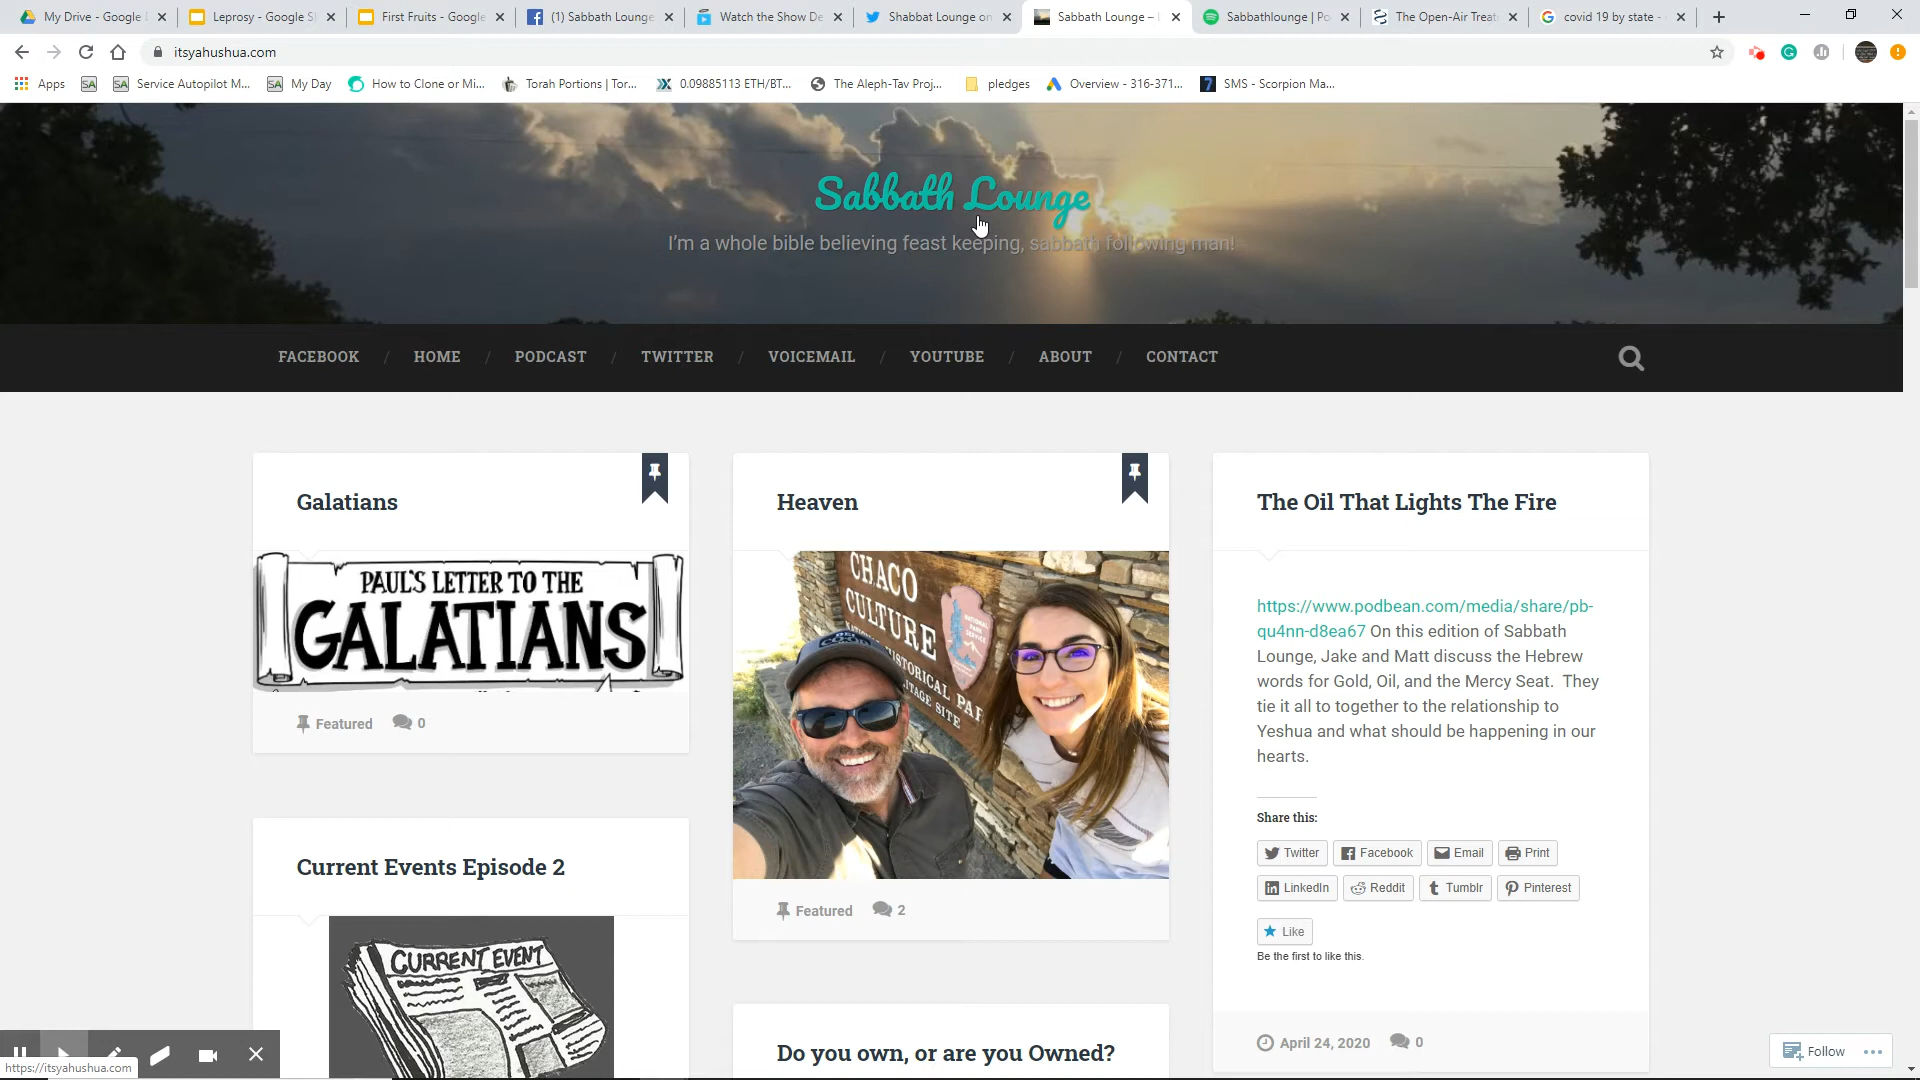 My Drive - Google
Leprosy - Google S
First Fruits - Google
(1) Sabbath Lounge
Watch the Show De
Shabbat Lounge on
Sabbath Lounge –
Sabbathlounge | Po
The Open-Air Treat
covid 19 by state -
itsyahushua.com
Apps
SA
SA Service Autopilot M...
SA My Day
How to Clone or Mi...
Torah Portions | Tor...
0.09885113 ETH/BT...
The Aleph-Tav Proj...
pledges
Overview - 316-371...
7 SMS - Scorpion Ma...
Sabbath Lounge
I'm a whole bible believing feast keeping, sabbath following man!
FACEBOOK / HOME / PODCAST / TWITTER / VOICEMAIL / YOUTUBE / ABOUT / CONTACT
Galatians
PAUL'S LETTER TO THE
GALATIANS
Featured 0
Current Events Episode 2
CURRENT EVENT
Heaven
CHACO
CULTURE
NATIONAL
PARK
SERVICE
Featured 2
Do you own, or are you Owned?
The Oil That Lights The Fire
https://www.podbean.com/media/share/pb-
qu4nn-d8ea67 On this edition of Sabbath
Lounge, Jake and Matt discuss the Hebrew
words for Gold, Oil, and the Mercy Seat. They
tie it all to together to the relationship to
Yeshua and what should be happening in our
hearts.
Share this:
Twitter Facebook Email Print
LinkedIn Reddit Tumblr Pinterest
Like
Be the first to like this.
April 24, 2020 0
Follow
https://itsyahushua.com